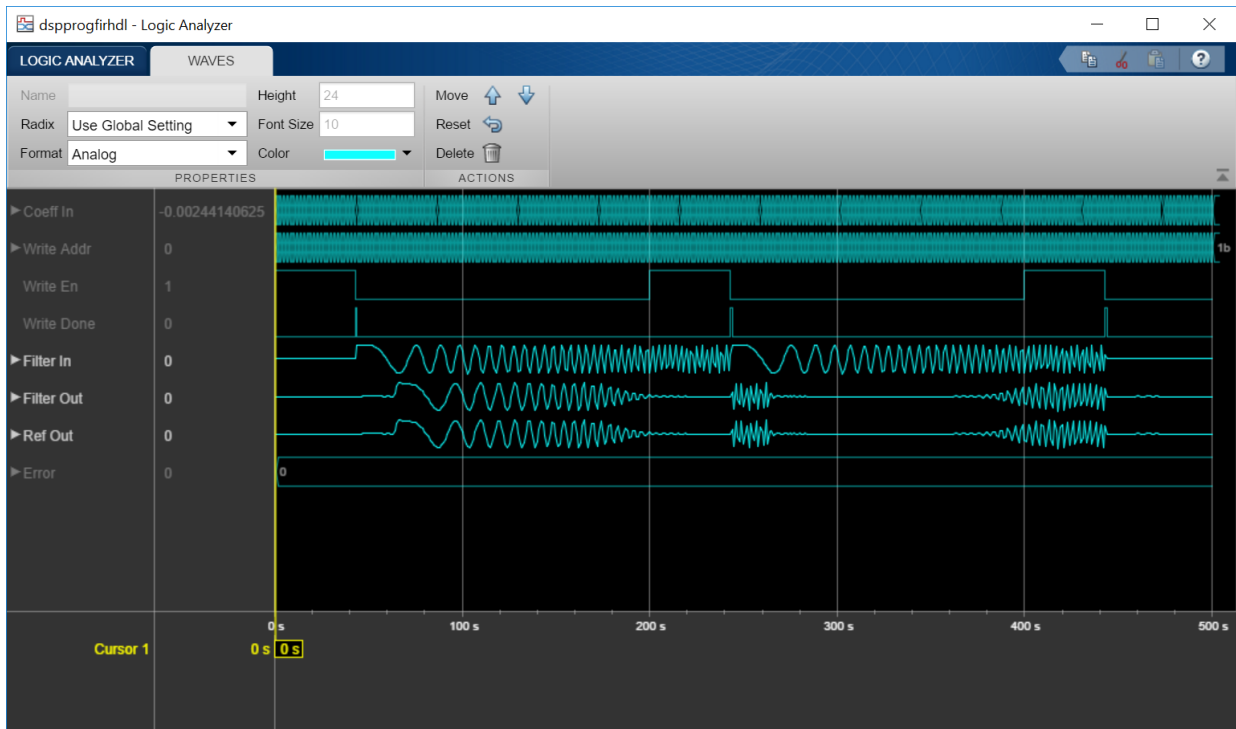 dspprogfirhdl - Logic Analyzer
LOGIC ANALYZER WAVES
Name Height 24 Move
Radix Use Global Setting Font Size 10 Reset
Format Analog Color Delete
PROPERTIES ACTIONS
Coeff In -0.00244140625
Write Addr 0 1b
Write En 1
Write Done 0
Filter In 0
Filter Out 0
Ref Out 0
Error 0 0
0 s 100 s 200 s 300 s 400 s 500 s
Cursor 1 0 s 0 s